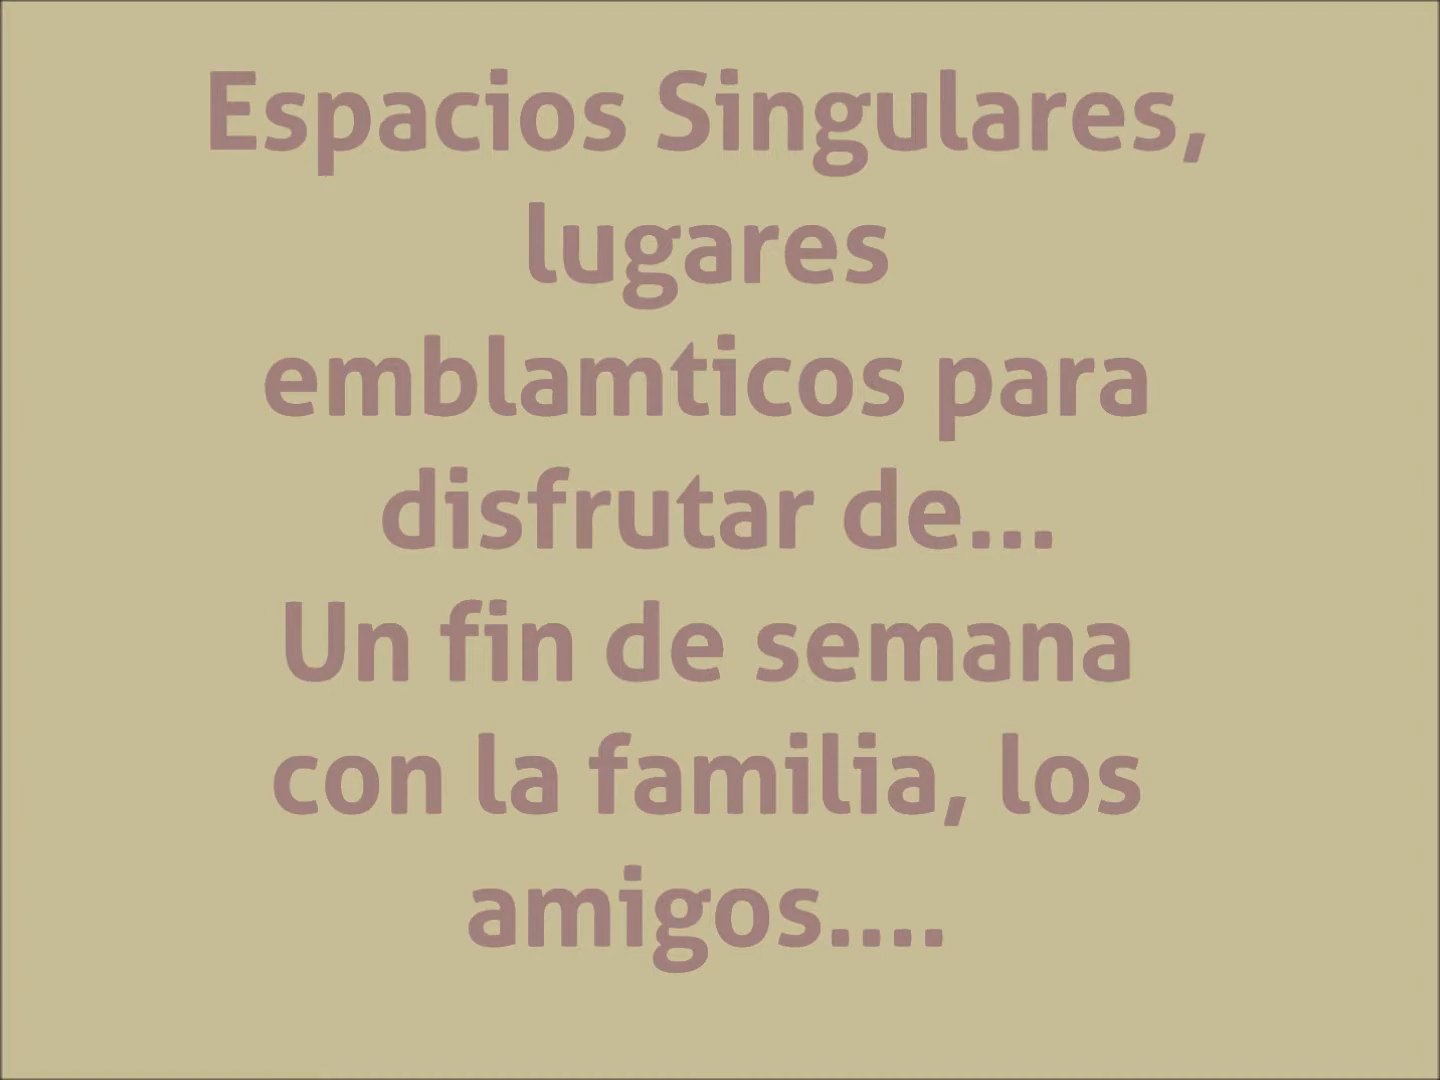 Espacios Singulares,
lugares
emblamticos para
disfrutar de...
Un fin de semana
con la familia, los
amigos....